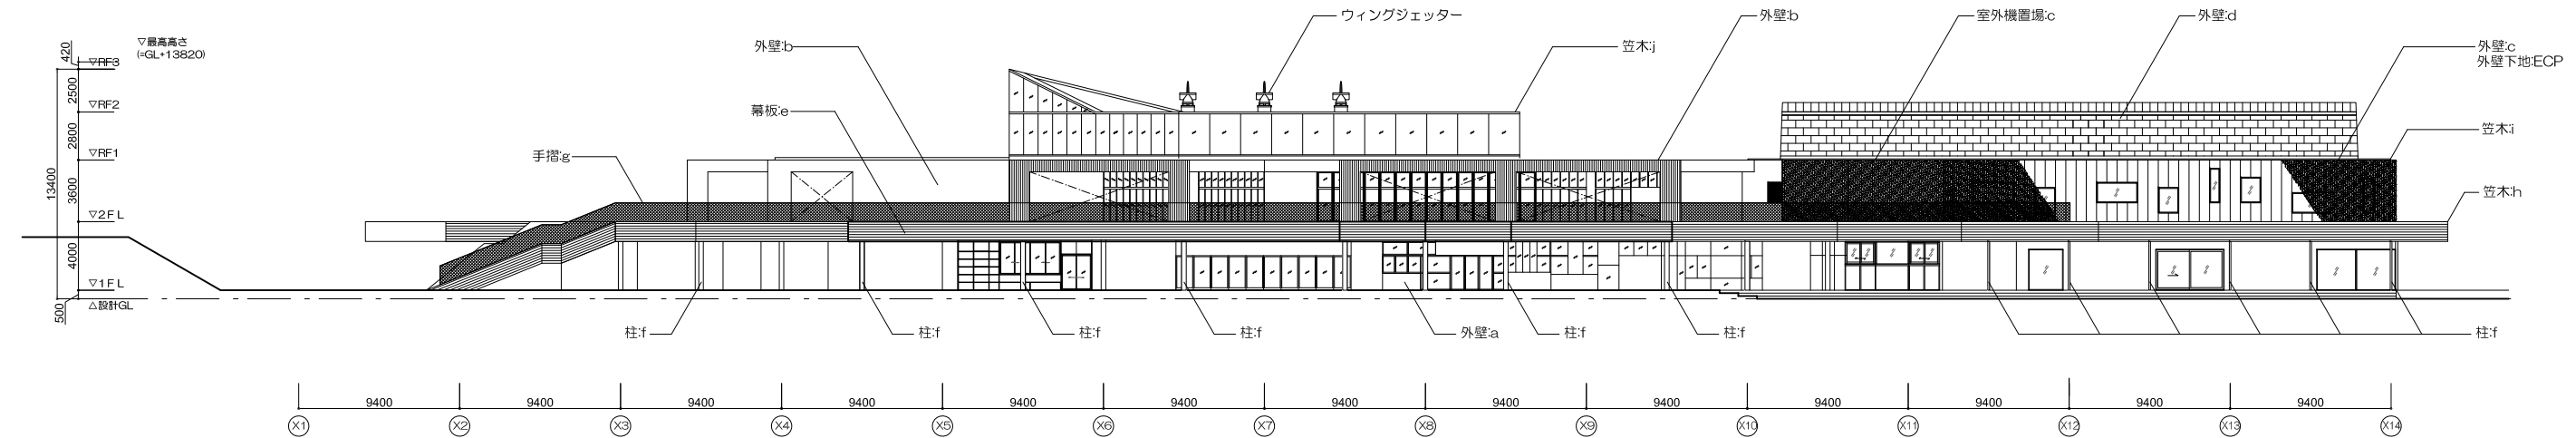 ウィングジェッター
外壁:b
室外機置場:c
外壁:d
▽最高高さ
(=GL+13820)
外壁:b
笠木:j
外壁:c
外壁下地:ECP
420
▽RF3
2500
▽RF2
幕板:e
2800
笠木:i
▽RF1
手摺:g
13400
3600
笠木:h
▽2FL
4000
▽1FL
△設計GL
500
柱:f
柱:f
柱:f
柱:f
外壁:a
柱:f
柱:f
柱:f
9400 9400 9400 9400 9400 9400 9400 9400 9400 9400 9400 9400 9400
X1 X2 X3 X4 X5 X6 X7 X8 X9 X10 X11 X12 X13 X14